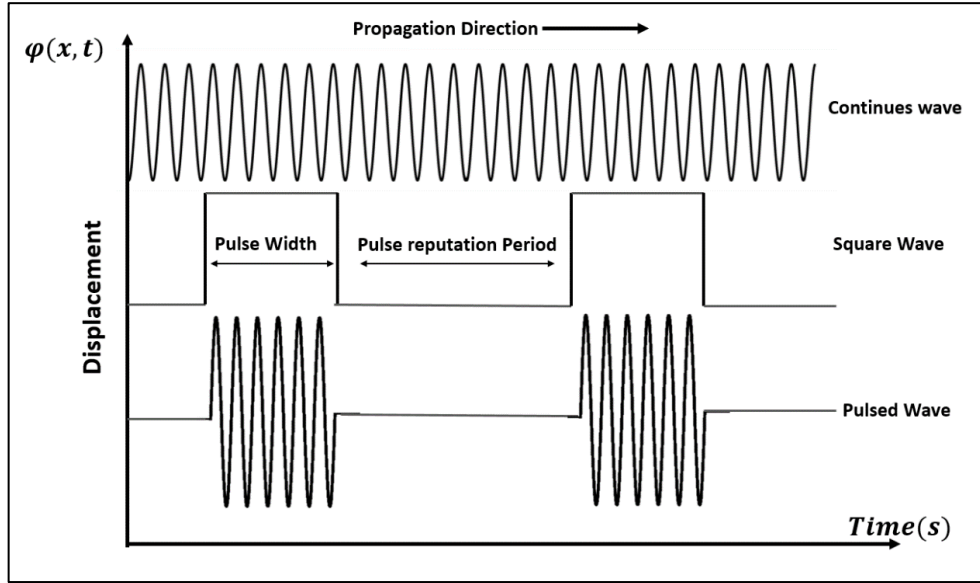 Propagation Direction
φ(x, t)
Continues wave
Pulse Width
Pulse reputation Period
Square Wave
Displacement
Pulsed Wave
Time(s)